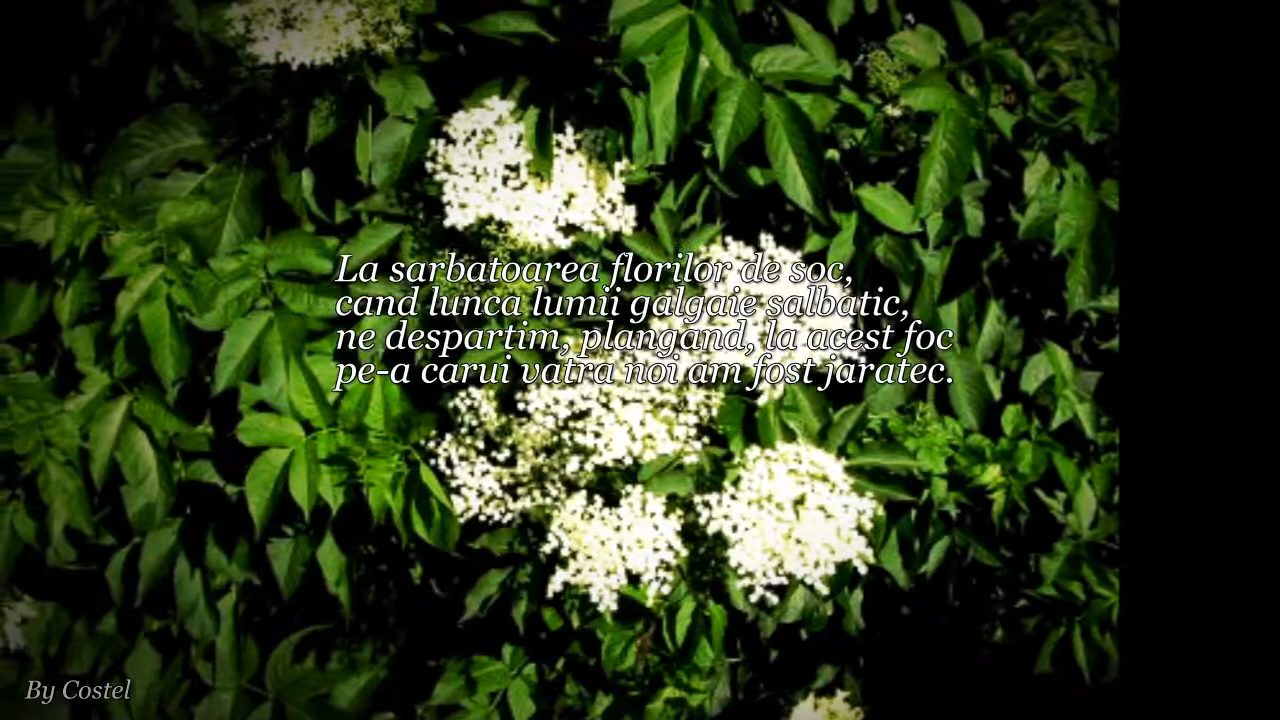 La sarbatoarea florilor de soc,
cand lunca lumii galgaie salbatic,
ne despartim, plangand, la acest foc
pe-a carui vatra noi am fost jaratec.
By Costel